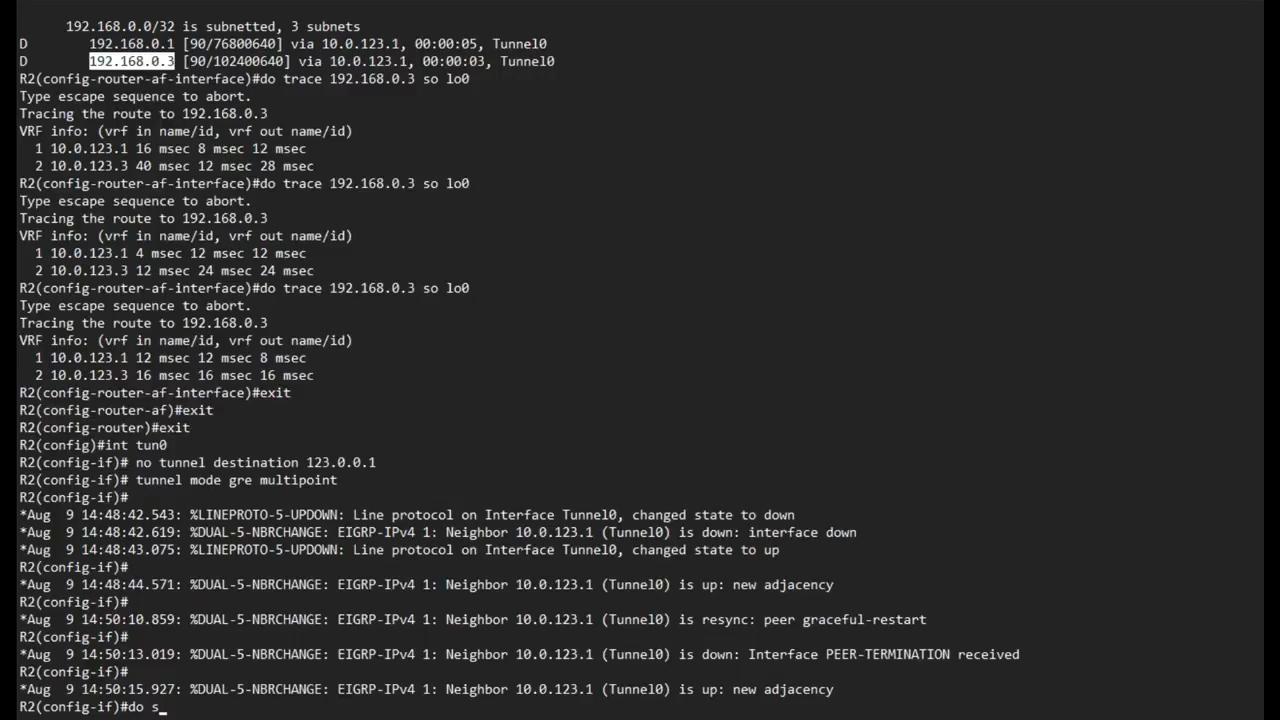 192.168.0.0/32 is subnetted, 3 subnets
D        192.168.0.1 [90/76800640] via 10.0.123.1, 00:00:05, Tunnel0
D        192.168.0.3 [90/102400640] via 10.0.123.1, 00:00:03, Tunnel0
R2(config-router-af-interface)#do trace 192.168.0.3 so lo0
Type escape sequence to abort.
Tracing the route to 192.168.0.3
VRF info: (vrf in name/id, vrf out name/id)
  1 10.0.123.1 16 msec 8 msec 12 msec
  2 10.0.123.3 40 msec 12 msec 28 msec
R2(config-router-af-interface)#do trace 192.168.0.3 so lo0
Type escape sequence to abort.
Tracing the route to 192.168.0.3
VRF info: (vrf in name/id, vrf out name/id)
  1 10.0.123.1 4 msec 12 msec 12 msec
  2 10.0.123.3 12 msec 24 msec 24 msec
R2(config-router-af-interface)#do trace 192.168.0.3 so lo0
Type escape sequence to abort.
Tracing the route to 192.168.0.3
VRF info: (vrf in name/id, vrf out name/id)
  1 10.0.123.1 12 msec 12 msec 8 msec
  2 10.0.123.3 16 msec 16 msec 16 msec
R2(config-router-af-interface)#exit
R2(config-router-af)#exit
R2(config-router)#exit
R2(config)#int tun0
R2(config-if)# no tunnel destination 123.0.0.1
R2(config-if)# tunnel mode gre multipoint
R2(config-if)#
*Aug  9 14:48:42.543: %LINEPROTO-5-UPDOWN: Line protocol on Interface Tunnel0, changed state to down
*Aug  9 14:48:42.619: %DUAL-5-NBRCHANGE: EIGRP-IPv4 1: Neighbor 10.0.123.1 (Tunnel0) is down: interface down
*Aug  9 14:48:43.075: %LINEPROTO-5-UPDOWN: Line protocol on Interface Tunnel0, changed state to up
R2(config-if)#
*Aug  9 14:48:44.571: %DUAL-5-NBRCHANGE: EIGRP-IPv4 1: Neighbor 10.0.123.1 (Tunnel0) is up: new adjacency
R2(config-if)#
*Aug  9 14:50:10.859: %DUAL-5-NBRCHANGE: EIGRP-IPv4 1: Neighbor 10.0.123.1 (Tunnel0) is resync: peer graceful-restart
R2(config-if)#
*Aug  9 14:50:13.019: %DUAL-5-NBRCHANGE: EIGRP-IPv4 1: Neighbor 10.0.123.1 (Tunnel0) is down: Interface PEER-TERMINATION received
R2(config-if)#
*Aug  9 14:50:15.927: %DUAL-5-NBRCHANGE: EIGRP-IPv4 1: Neighbor 10.0.123.1 (Tunnel0) is up: new adjacency
R2(config-if)#do s_